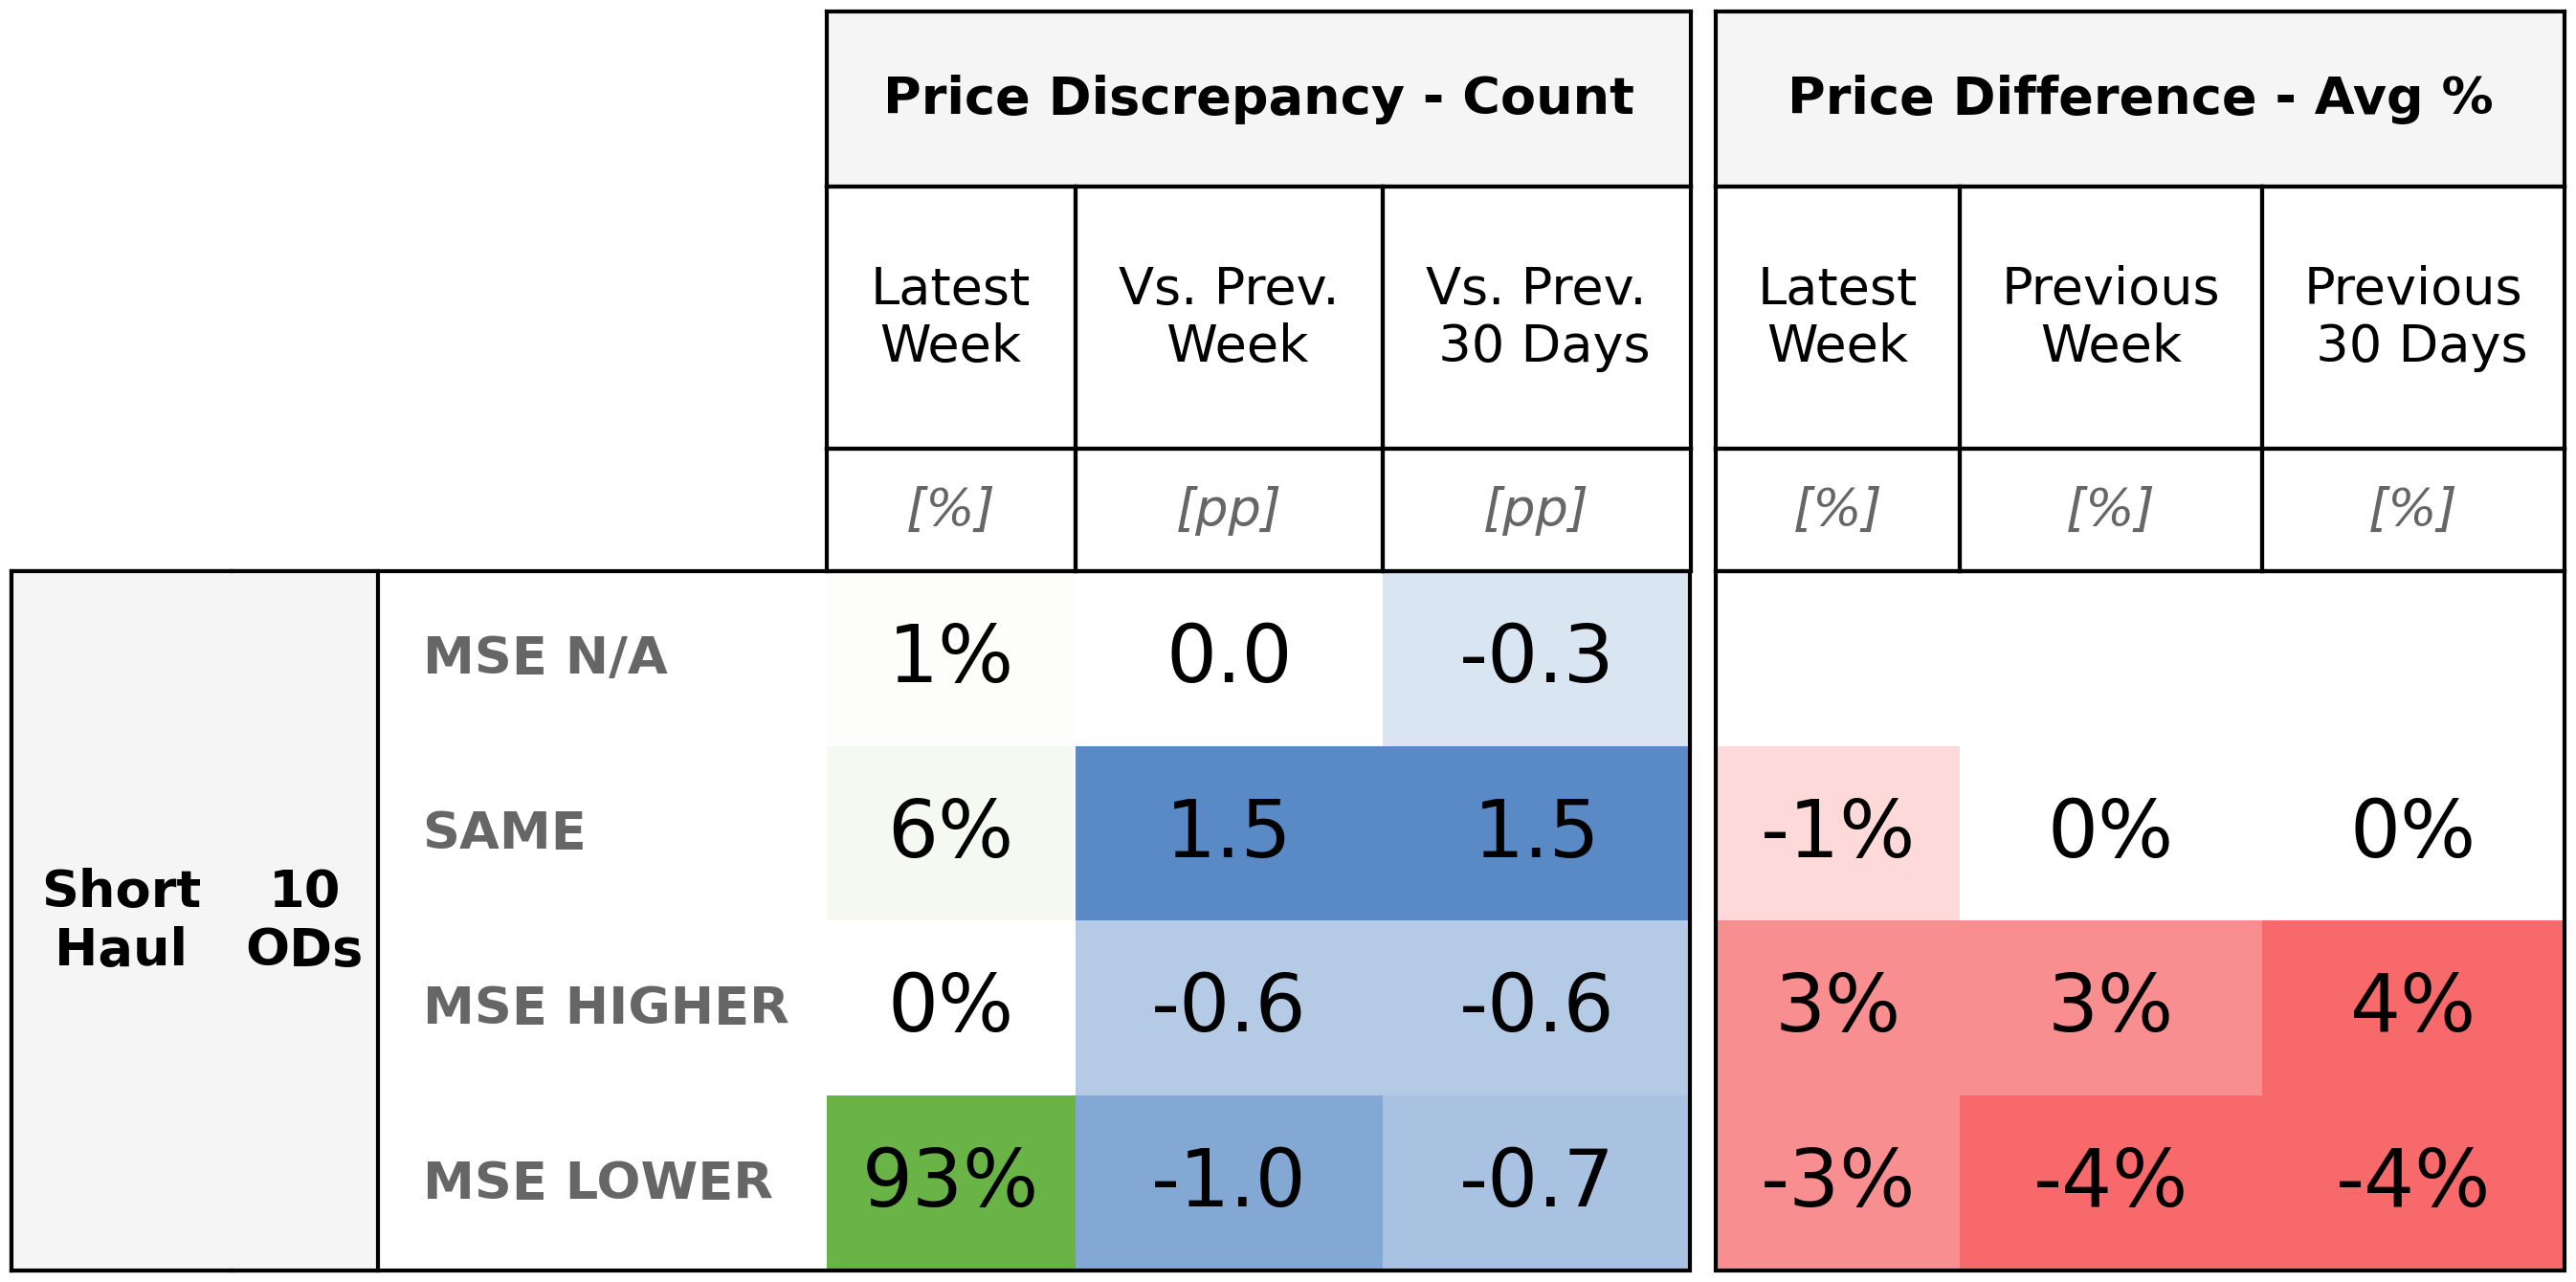 Price Discrepancy - Count Price Difference - Avg %
Latest Week Vs. Prev. Week Vs. Prev. 30 Days Latest Week Previous Week Previous 30 Days
[%] [pp] [pp] [%] [%] [%]
Short Haul 10 ODs
MSE N/A 1% 0.0 -0.3
SAME 6% 1.5 1.5 -1% 0% 0%
MSE HIGHER 0% -0.6 -0.6 3% 3% 4%
MSE LOWER 93% -1.0 -0.7 -3% -4% -4%